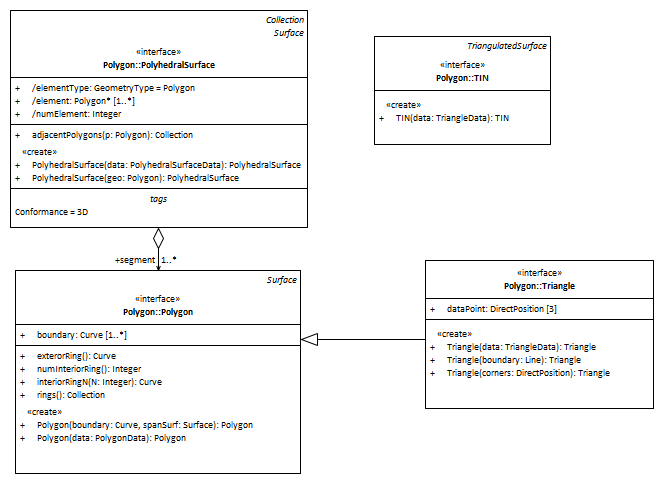 Collection
Surface
«interface»
Polygon::PolyhedralSurface
+ /elementType: GeometryType = Polygon
+ /element: Polygon* [1..*]
+ /numElement: Integer
+ adjacentPolygons(p: Polygon): Collection
«create»
+ PolyhedralSurface(data: PolyhedralSurfaceData): PolyhedralSurface
+ PolyhedralSurface(geo: Polygon): PolyhedralSurface
tags
Conformance = 3D
TriangulatedSurface
«interface»
Polygon::TIN
«create»
+ TIN(data: TriangleData): TIN
+segment 1..*
Surface
«interface»
Polygon::Polygon
+ boundary: Curve [1..*]
+ exterorRing(): Curve
+ numInteriorRing(): Integer
+ interiorRingN(N: Integer): Curve
+ rings(): Collection
«create»
+ Polygon(boundary: Curve, spanSurf: Surface): Polygon
+ Polygon(data: PolygonData): Polygon
«interface»
Polygon::Triangle
+ dataPoint: DirectPosition [3]
«create»
+ Triangle(data: TriangleData): Triangle
+ Triangle(boundary: Line): Triangle
+ Triangle(corners: DirectPosition): Triangle